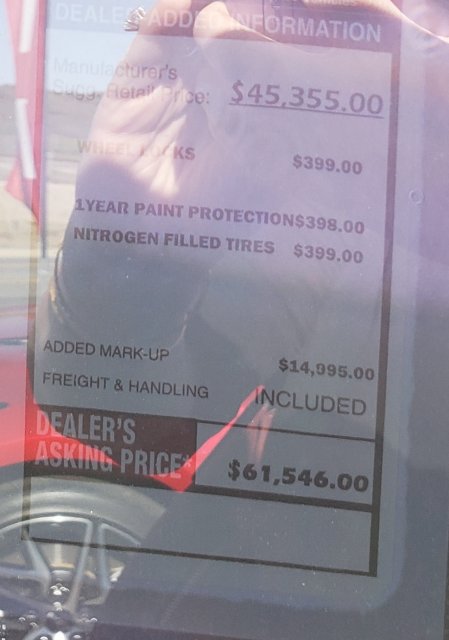 DEALER ADDED INFORMATION
Manufacturer's
Sugg. Retail Price: $45,355.00
WHEEL LOCKS $399.00
1YEAR PAINT PROTECTION $398.00
NITROGEN FILLED TIRES $399.00
ADDED MARK-UP $14,995.00
FREIGHT & HANDLING INCLUDED
DEALER'S
ASKING PRICE* $61,546.00